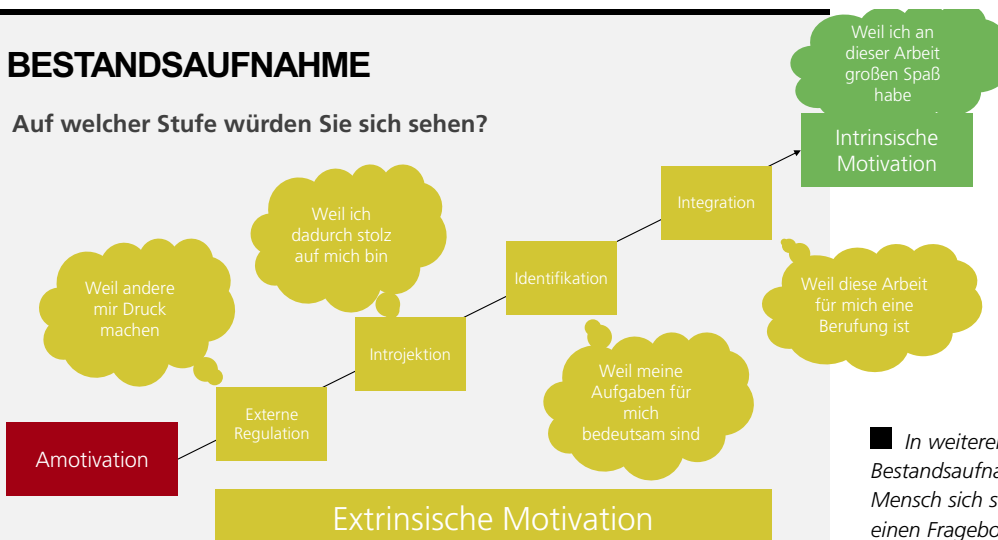 BESTANDSAUFNAHME
Auf welcher Stufe würden Sie sich sehen?
Weil ich an
dieser Arbeit
großen Spaß
habe
Intrinsische
Motivation
Integration
Weil ich
dadurch stolz
auf mich bin
Identifikation
Weil andere
mir Druck
machen
Weil diese Arbeit
für mich eine
Berufung ist
Introjektion
Weil meine
Aufgaben für
mich
bedeutsam sind
Externe
Regulation
Amotivation
Extrinsische Motivation
In
Mensch sich
einen